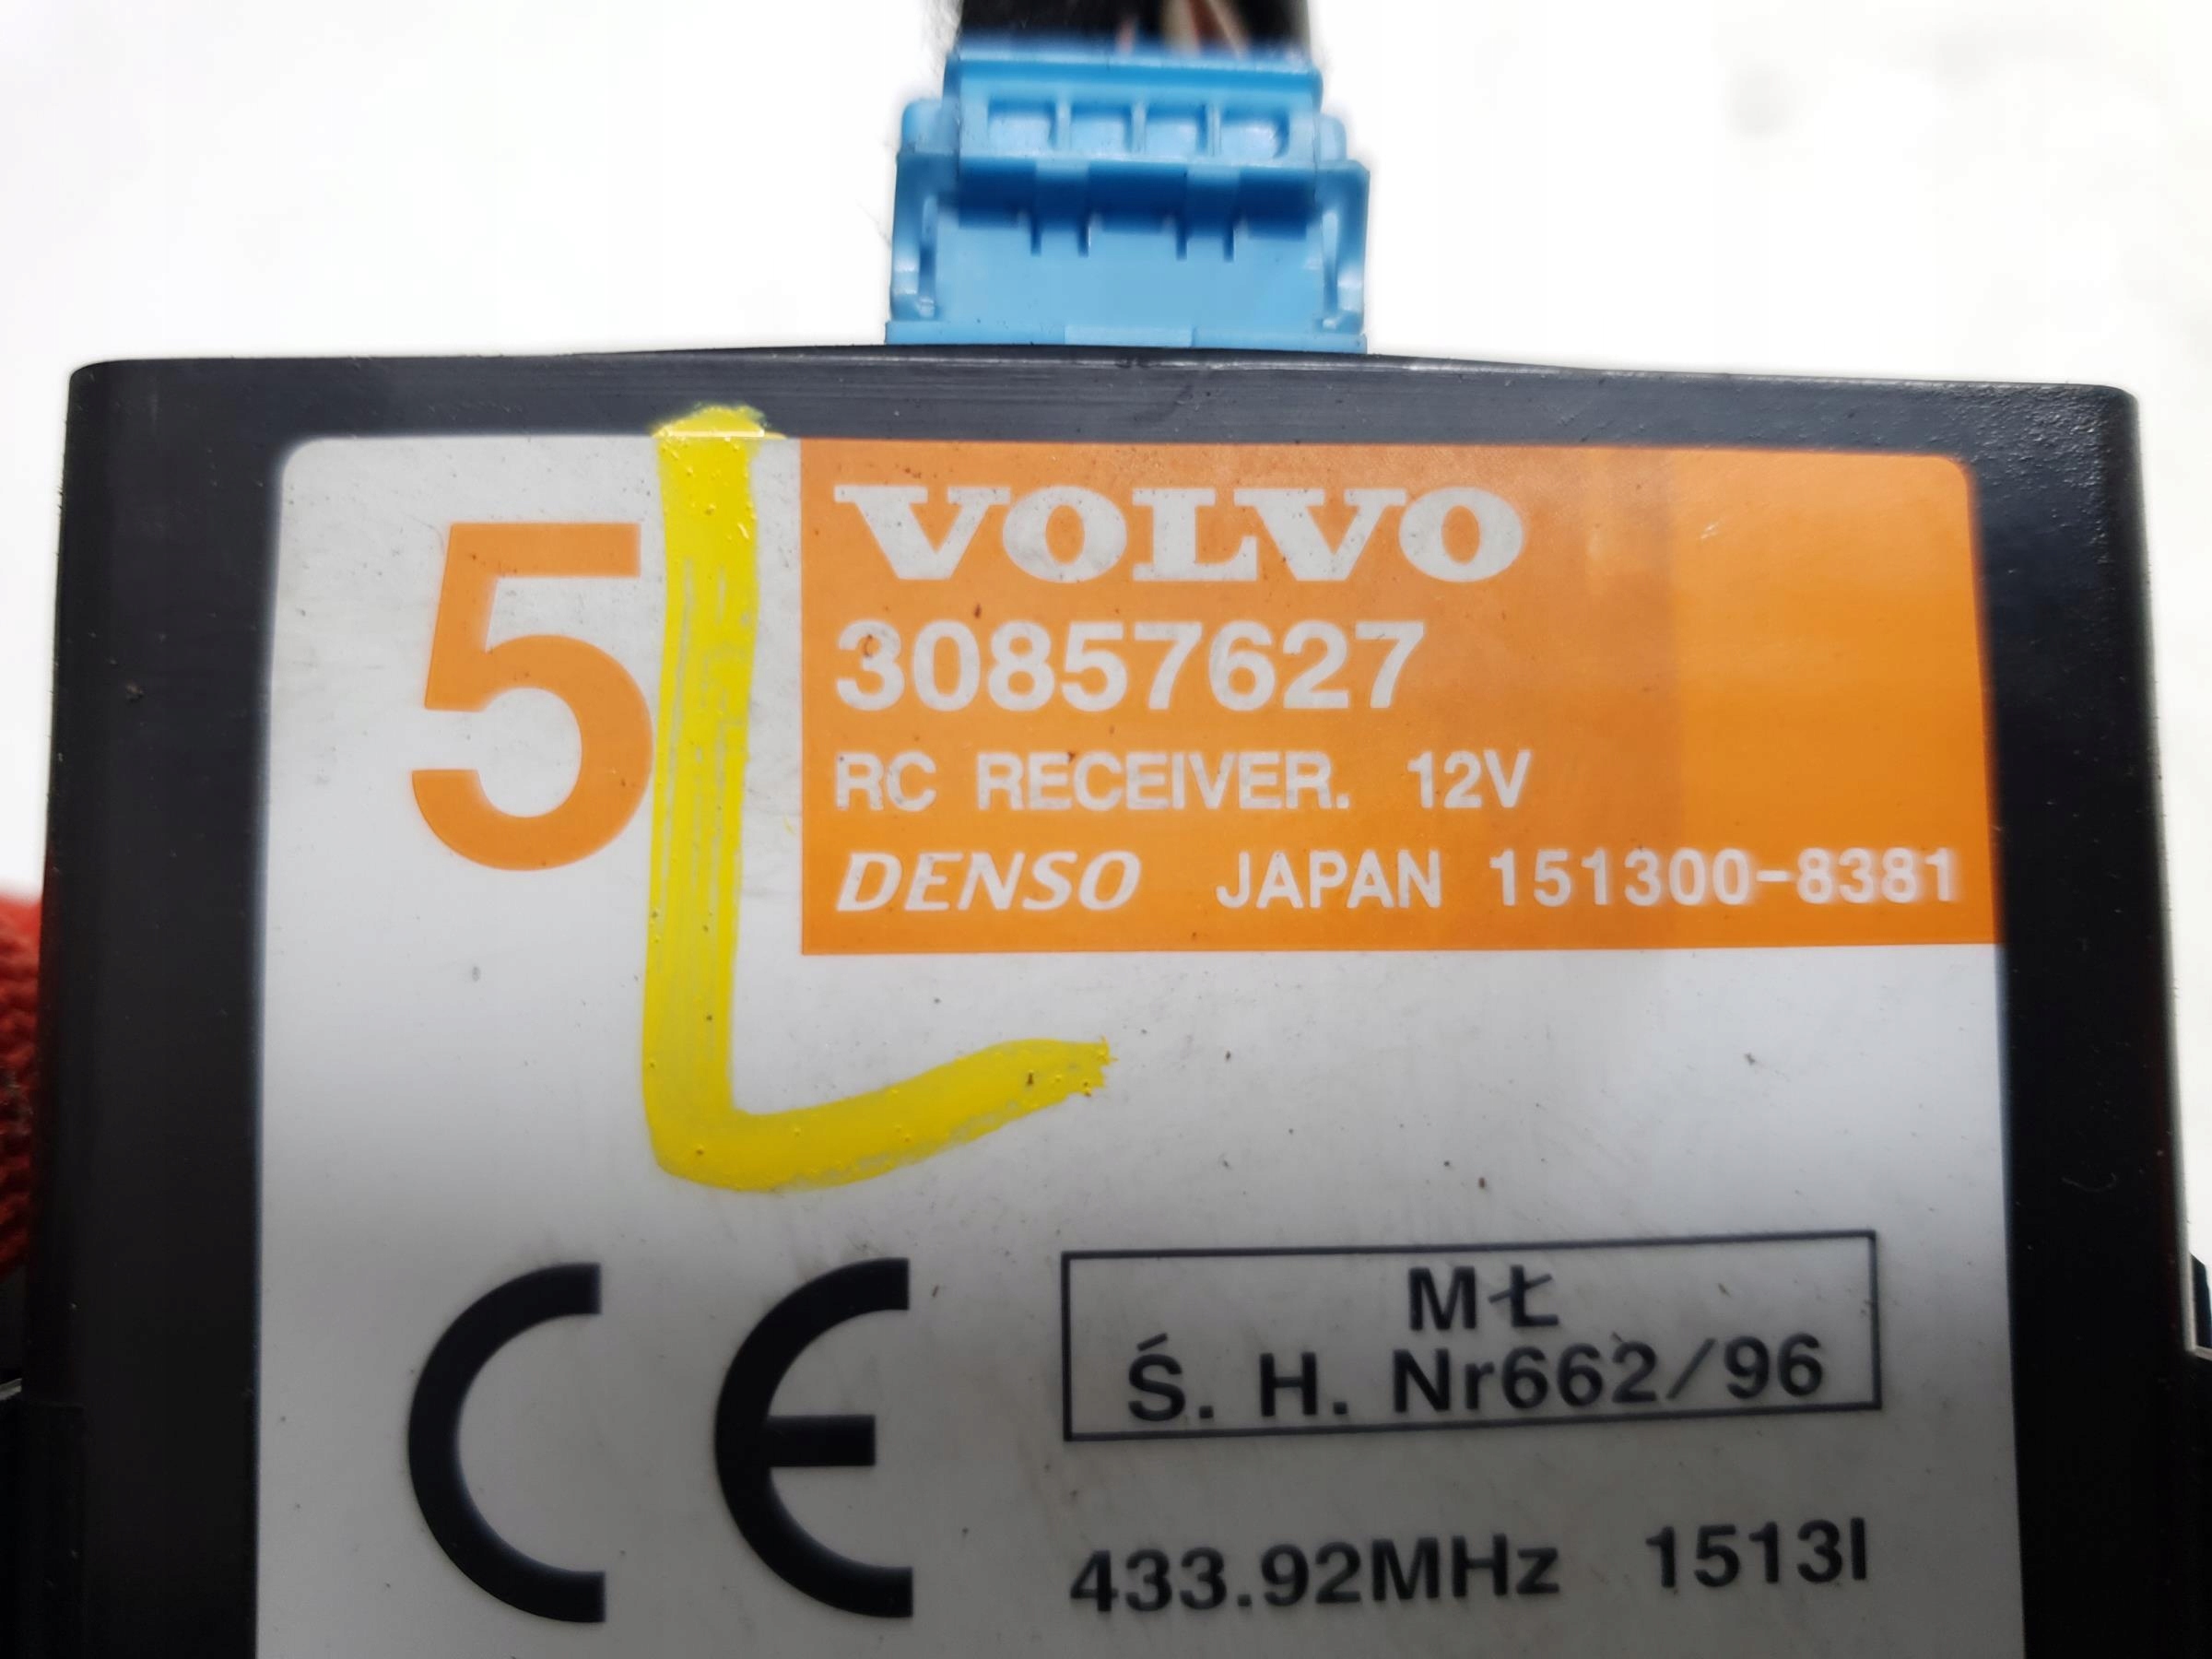 5
VOLVO
30857627
RC RECEIVER. 12V
DENSO JAPAN 151300-8381
MŁ
Ś. H. Nr662/96
CE
433.92MHz 1513I